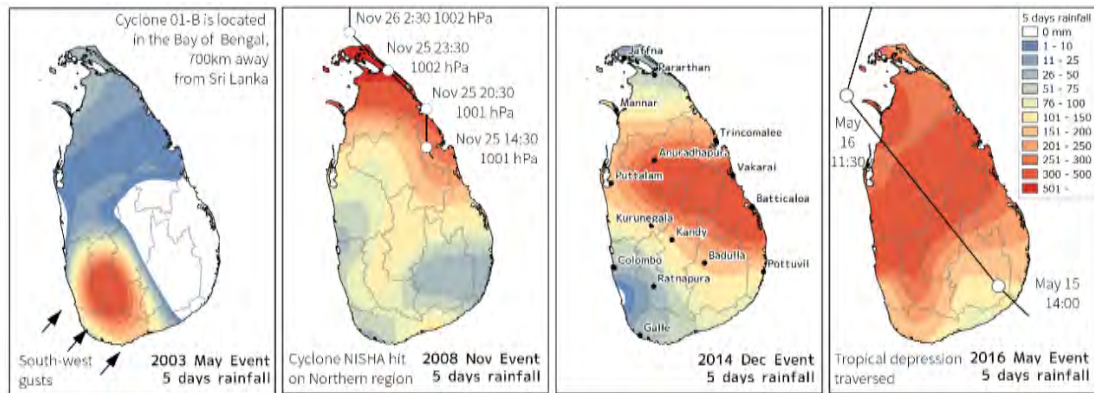 Cyclone 01-B is located
in the Bay of Bengal,
700km away
from Sri Lanka
South-west
gusts
2003 May Event
5 days rainfall
Nov 26 2:30 1002 hPa
Nov 25 23:30
1002 hPa
Nov 25 20:30
1001 hPa
Nov 25 14:30
1001 hPa
Cyclone NISHA hit
on Northern region
2008 Nov Event
5 days rainfall
Jaffna
Pararthan
Mannar
Trincomalee
Anuradhapura
Vakarai
Puttalam
Batticaloa
Kurunegala
Kandy
Colombo
Badulla
Pottuvil
Ratnapura
Galle
2014 Dec Event
5 days rainfall
5 days rainfall
0 mm
1 - 10
11 - 25
26 - 50
51 - 75
76 - 100
101 - 150
151 - 200
201 - 250
251 - 300
300 - 500
501 -
May
16
11:30
May 15
14:00
Tropical depression
traversed
2016 May Event
5 days rainfall